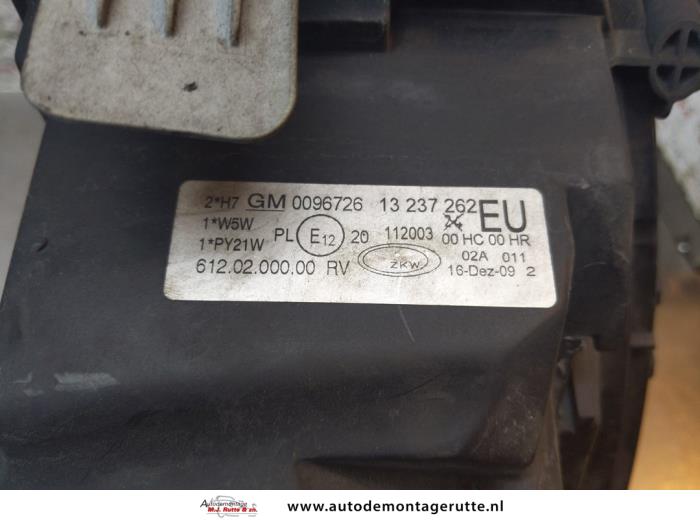 2*H7 GM 0096726 13 237 262 EU
1*W5W
1*PY21W PL E12 20 112003 00 HC 00 HR
02A 011
612.02.000.00 RV ZKW 16-Dez-09 2
Autodemontage
M.J. Rutte & zn.
www.autodemontagerutte.nl